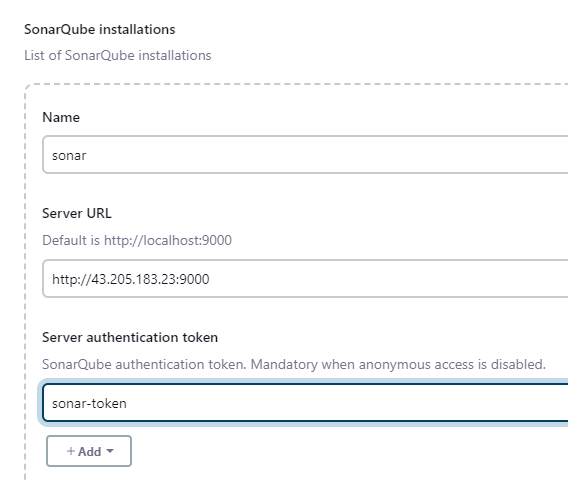 SonarQube installations
List of SonarQube installations
Name
sonar
Server URL
Default is http://localhost:9000
http://43.205.183.23:9000
Server authentication token
SonarQube authentication token. Mandatory when anonymous access is disabled.
sonar-token
+ Add